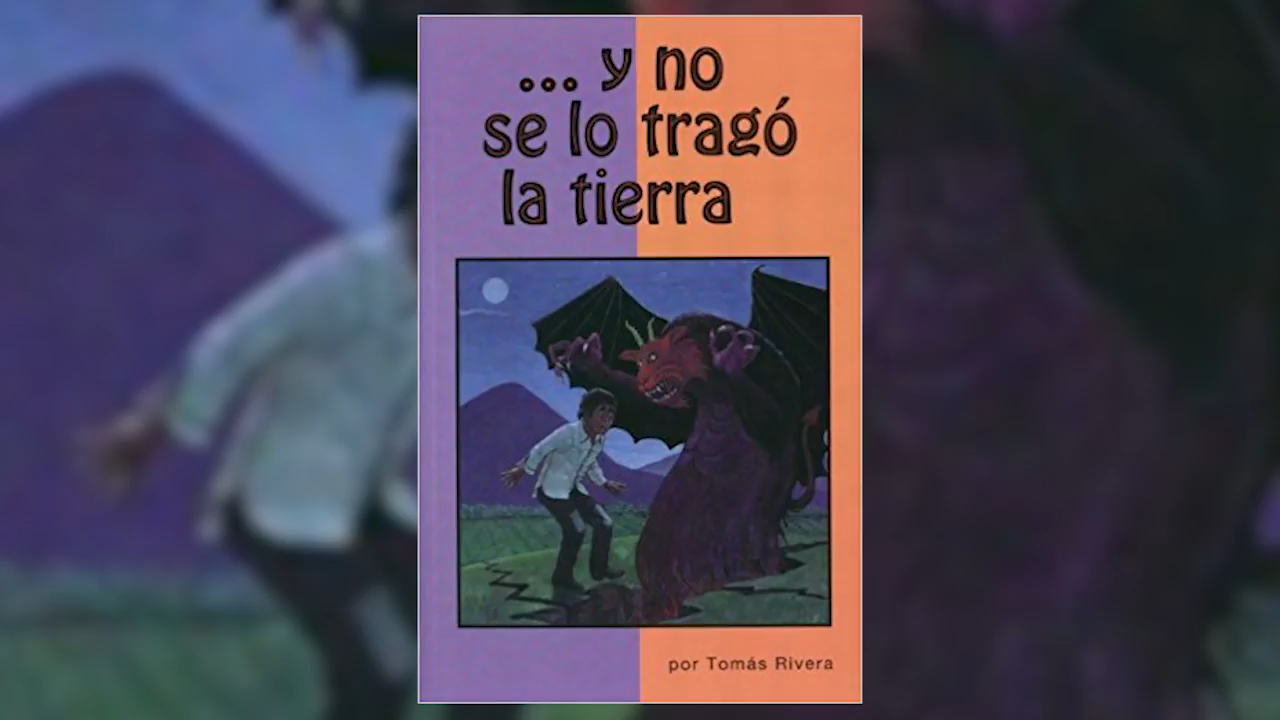 ... y no
se lo tragó
la tierra
por Tomás Rivera